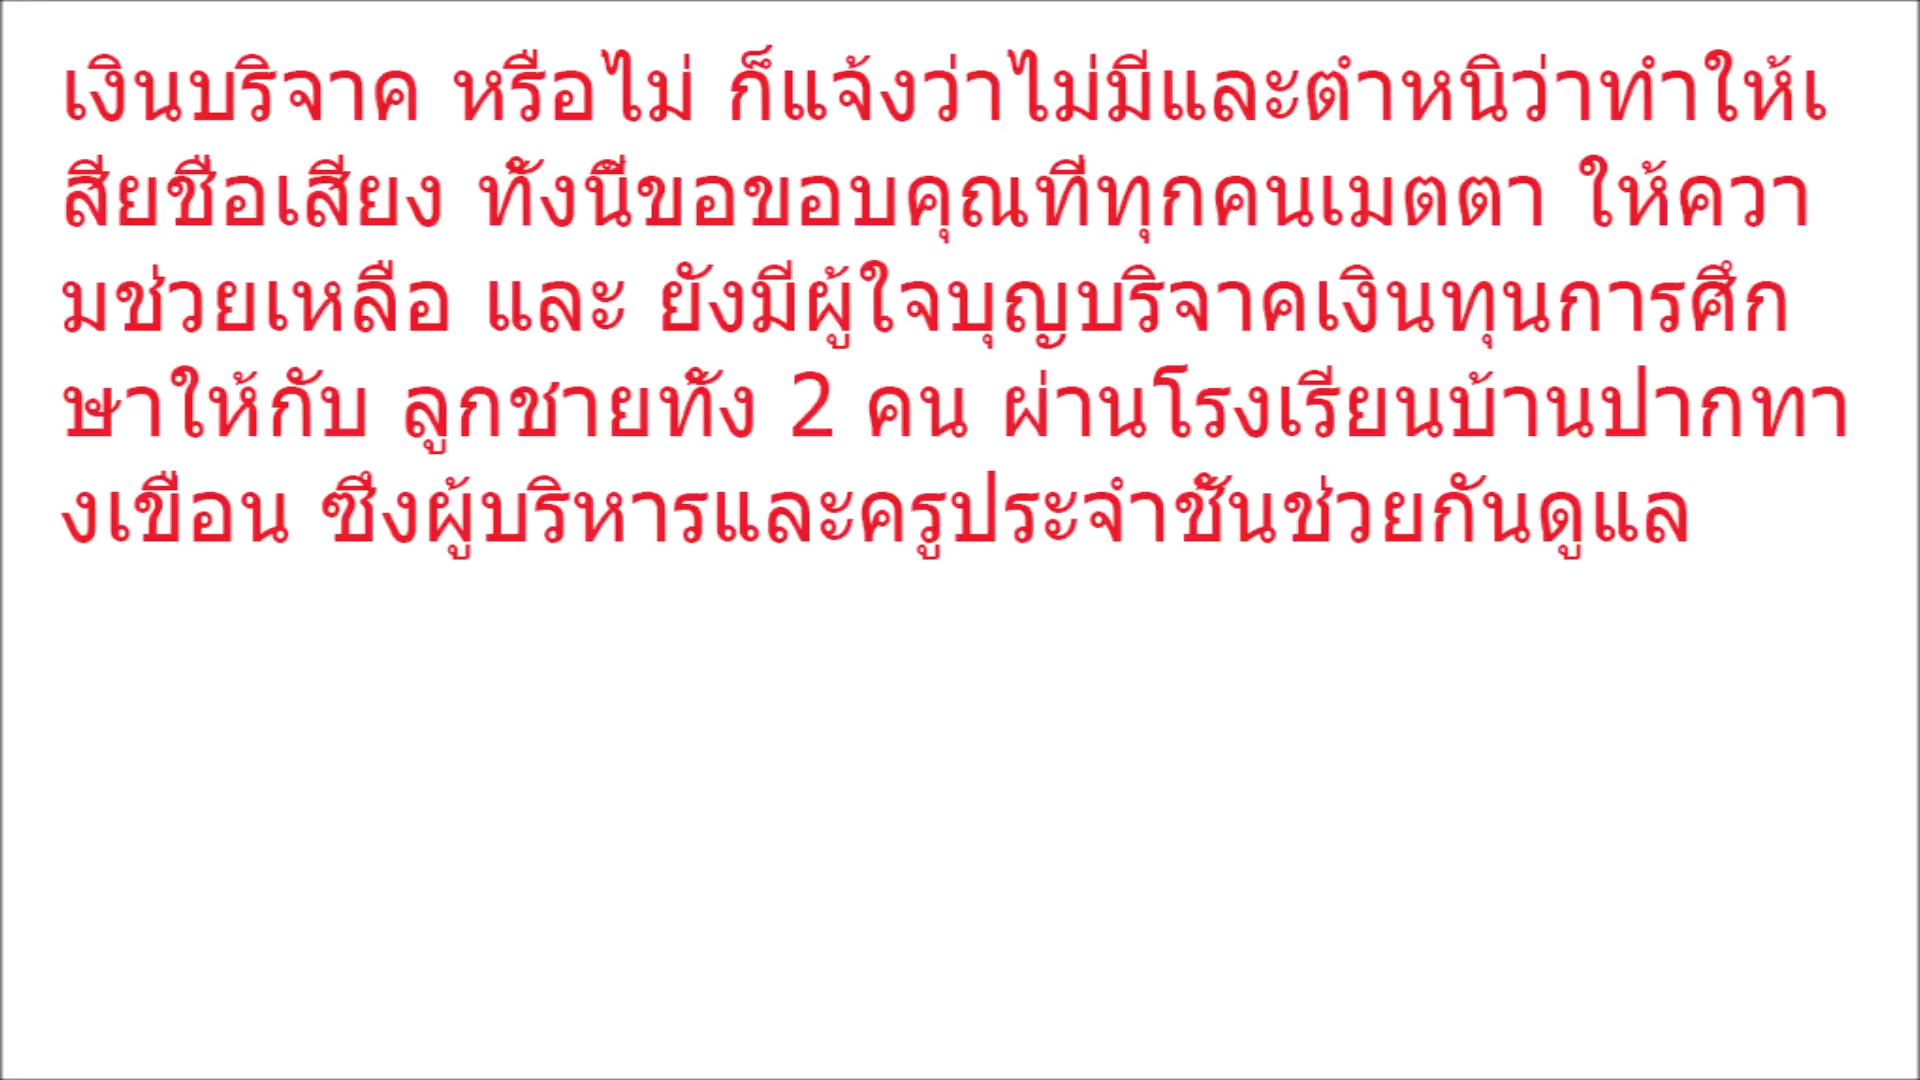 เงินบริจาค หรือไม่ ก็แจ้งว่าไม่มีและตำหนิว่าทำให้เ
สียชื่อเสียง ทั้งนี้ขอขอบคุณที่ทุกคนเมตตา ให้ควา
มช่วยเหลือ และ ยังมีผู้ใจบุญบริจาคเงินทุนการศึก
ษาให้กับ ลูกชายทั้ง 2 คน ผ่านโรงเรียนบ้านปากทา
งเขื่อน ซึ่งผู้บริหารและครูประจำชั้นช่วยกันดูแล